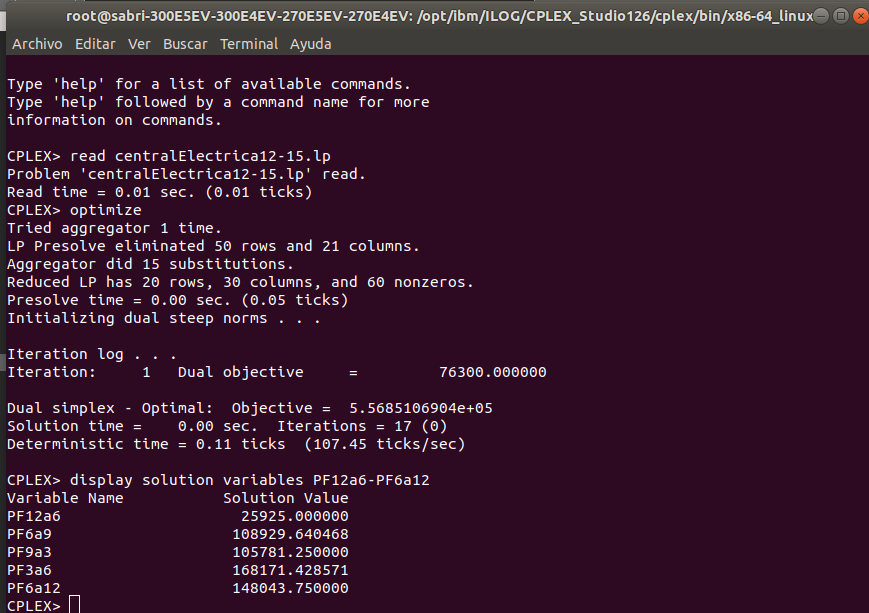 root@sabri-300E5EV-300E4EV-270E5EV-270E4EV: /opt/ibm/ILOG/CPLEX_Studio126/cplex/bin/x86-64_linux
Archivo Editar Ver Buscar Terminal Ayuda
Type 'help' for a list of available commands.
Type 'help' followed by a command name for more
information on commands.
CPLEX> read centralElectrica12-15.lp
Problem 'centralElectrica12-15.lp' read.
Read time = 0.01 sec. (0.01 ticks)
CPLEX> optimize
Tried aggregator 1 time.
LP Presolve eliminated 50 rows and 21 columns.
Aggregator did 15 substitutions.
Reduced LP has 20 rows, 30 columns, and 60 nonzeros.
Presolve time = 0.00 sec. (0.05 ticks)
Initializing dual steep norms . . .
Iteration log . . .
Iteration:     1   Dual objective     =         76300.000000
Dual simplex - Optimal:  Objective =  5.5685106904e+05
Solution time =    0.00 sec.  Iterations = 17 (0)
Deterministic time = 0.11 ticks  (107.45 ticks/sec)
CPLEX> display solution variables PF12a6-PF6a12
Variable Name           Solution Value
PF12a6                    25925.000000
PF6a9                    108929.640468
PF9a3                    105781.250000
PF3a6                    168171.428571
PF6a12                   148043.750000
CPLEX>